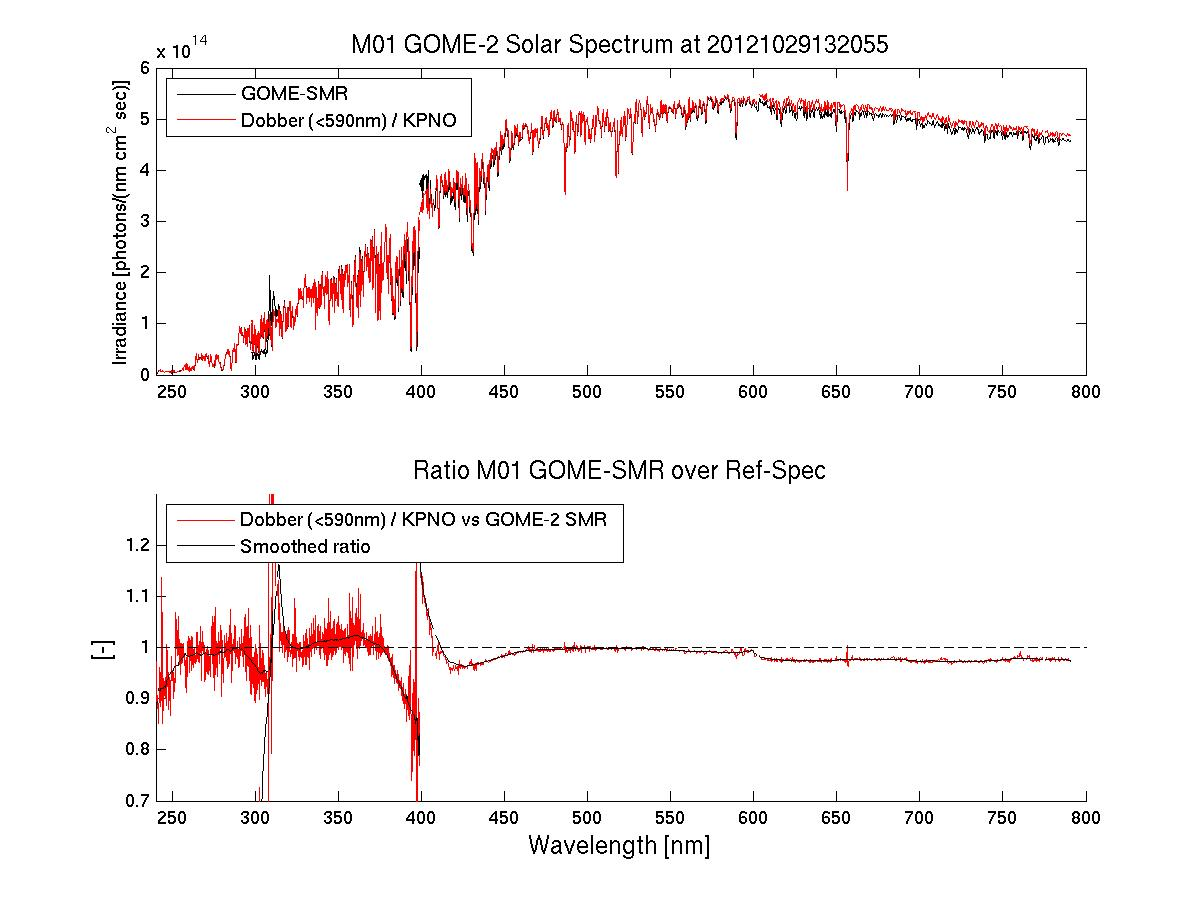 x 10^14
M01 GOME-2 Solar Spectrum at 20121029132055
6
5
4
3
2
1
0
Irradiance [photons/(nm cm^2 sec)]
GOME-SMR
Dobber (<590nm) / KPNO
250 300 350 400 450 500 550 600 650 700 750 800
Ratio M01 GOME-SMR over Ref-Spec
Dobber (<590nm) / KPNO vs GOME-2 SMR
Smoothed ratio
1.2
1.1
1
0.9
0.8
0.7
[-]
250 300 350 400 450 500 550 600 650 700 750 800
Wavelength [nm]